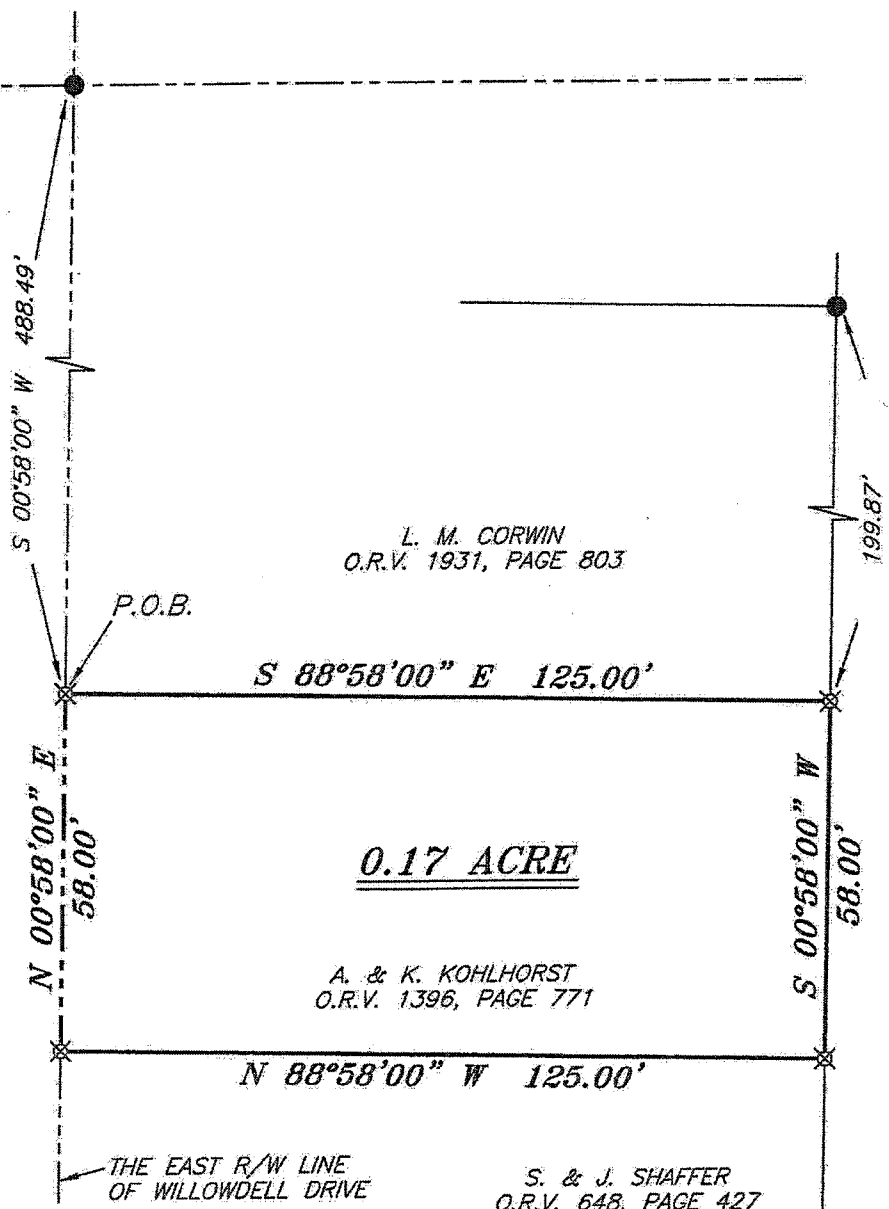 S 00°58'00" W 488.49'
199.87'
L. M. CORWIN
O.R.V. 1931, PAGE 803
P.O.B.
S 88°58'00" E 125.00'
N 00°58'00" E
58.00'
S 00°58'00" W
58.00'
0.17 ACRE
A. & K. KOHLHORST
O.R.V. 1396, PAGE 771
N 88°58'00" W 125.00'
THE EAST R/W LINE
OF WILLOWDELL DRIVE
S. & J. SHAFFER
O.R.V. 648, PAGE 427